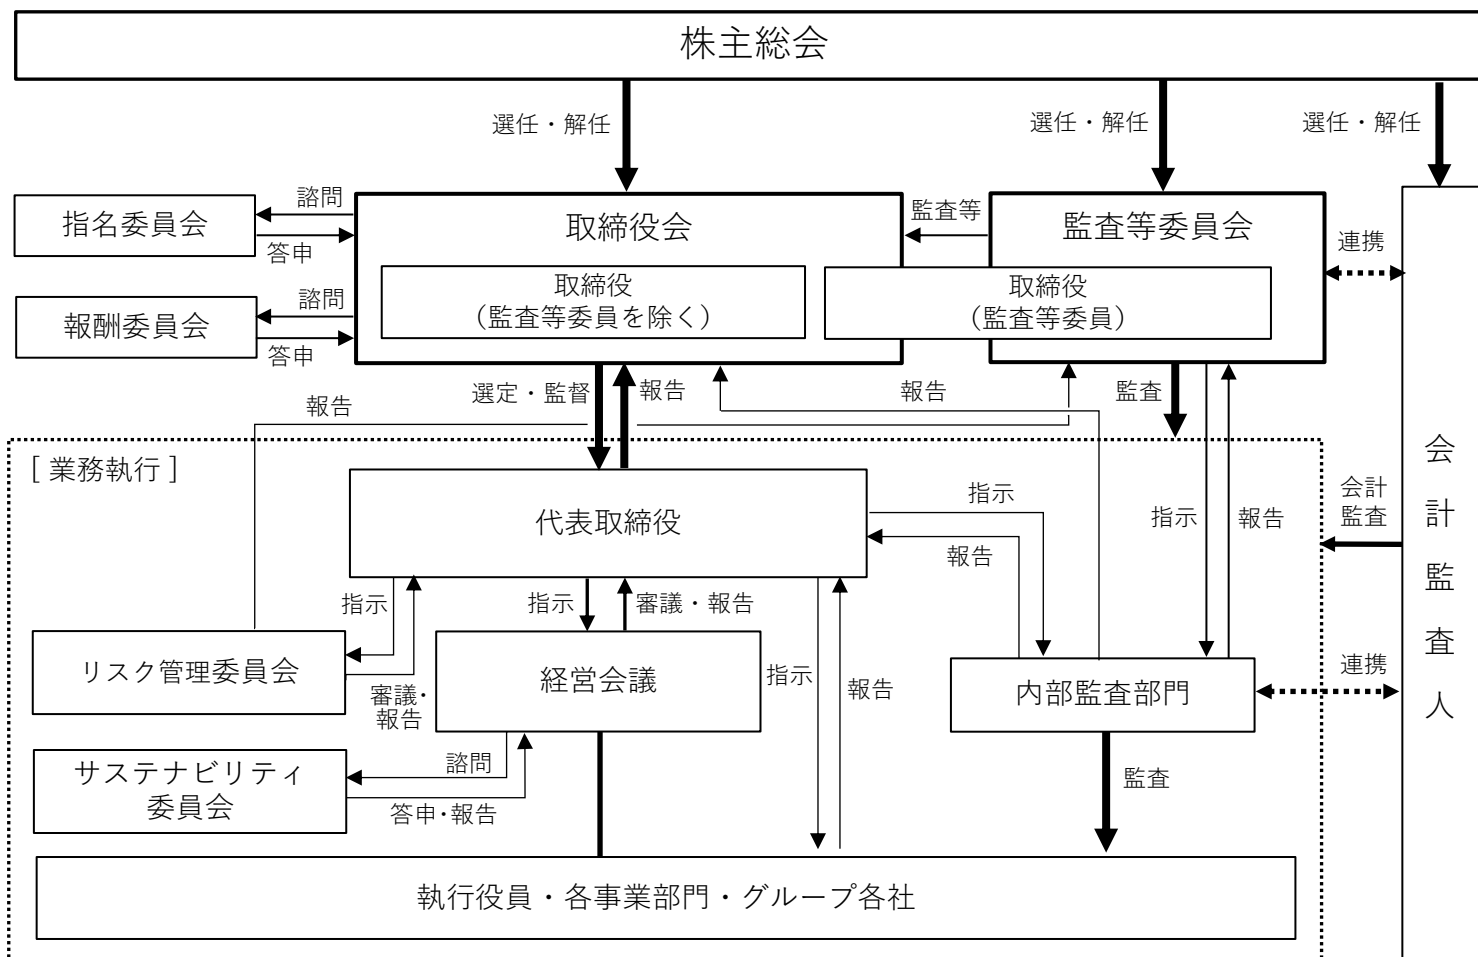 株主総会
選任・解任
選任・解任
選任・解任
指名委員会
諮問
答申
取締役会
監査等
監査等委員会
連携
取締役
（監査等委員を除く）
取締役
（監査等委員）
報酬委員会
諮問
答申
選定・監督
報告
報告
監査
報告
[ 業務執行 ]
代表取締役
指示
報告
指示
報告
会計
監査
会計監査人
指示
指示
審議・報告
リスク管理委員会
審議・
報告
経営会議
指示
報告
内部監査部門
連携
サステナビリティ
委員会
諮問
答申・報告
監査
執行役員・各事業部門・グループ各社